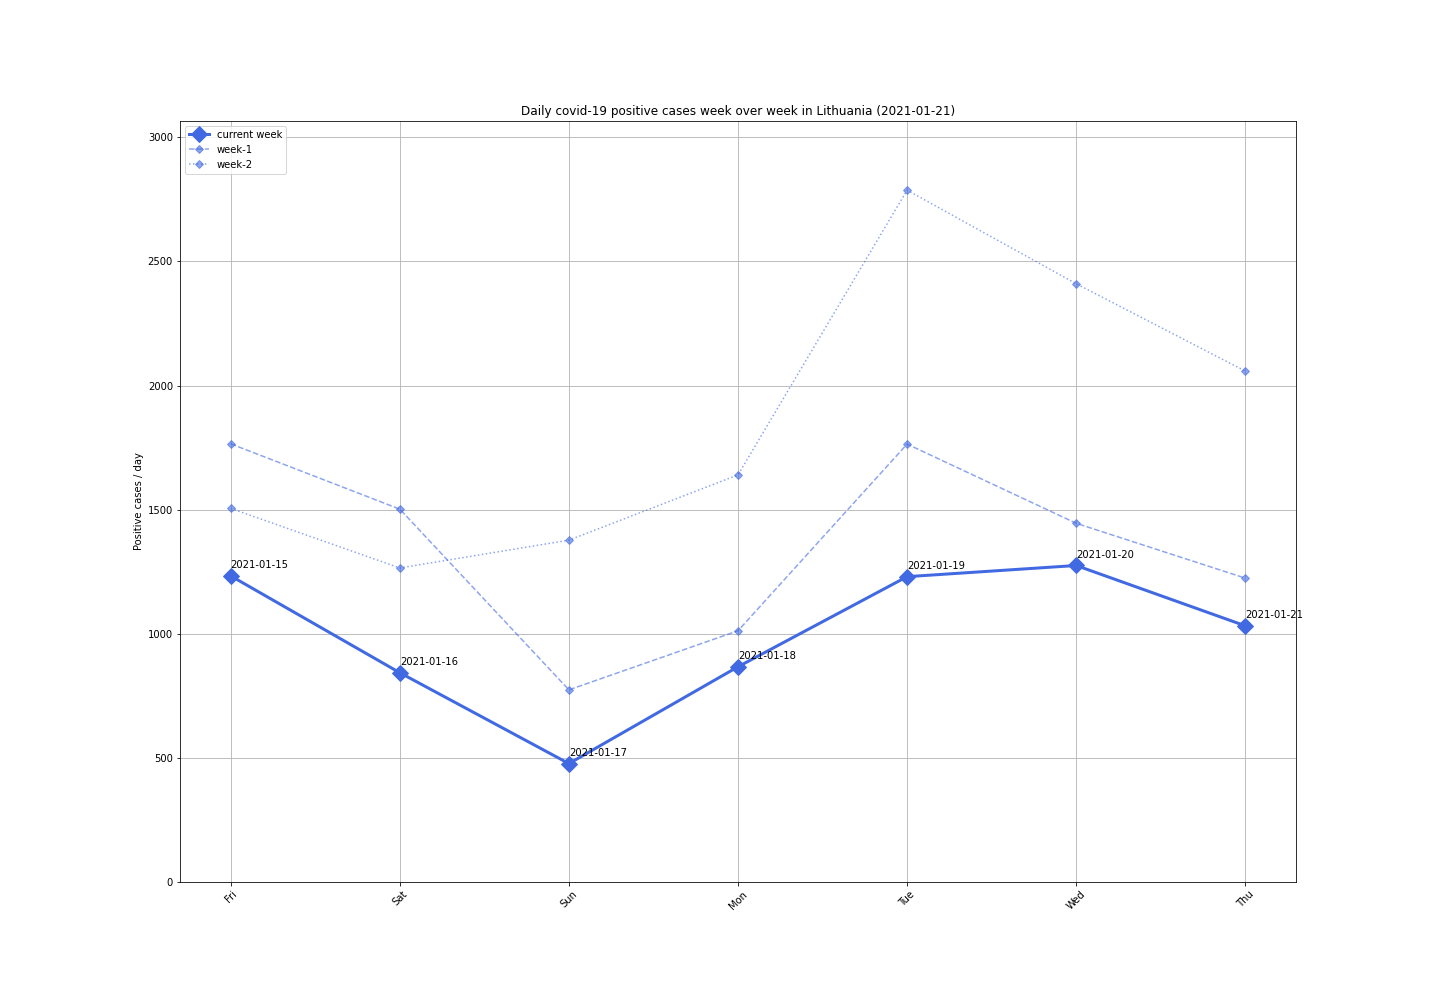 Daily covid-19 positive cases week over week in Lithuania (2021-01-21)
current week
week-1
week-2
3000
2500
2000
1500
1000
500
0
Positive cases / day
2021-01-15
2021-01-16
2021-01-17
2021-01-18
2021-01-19
2021-01-20
2021-01-21
Fri
Sat
Sun
Mon
Tue
Wed
Thu